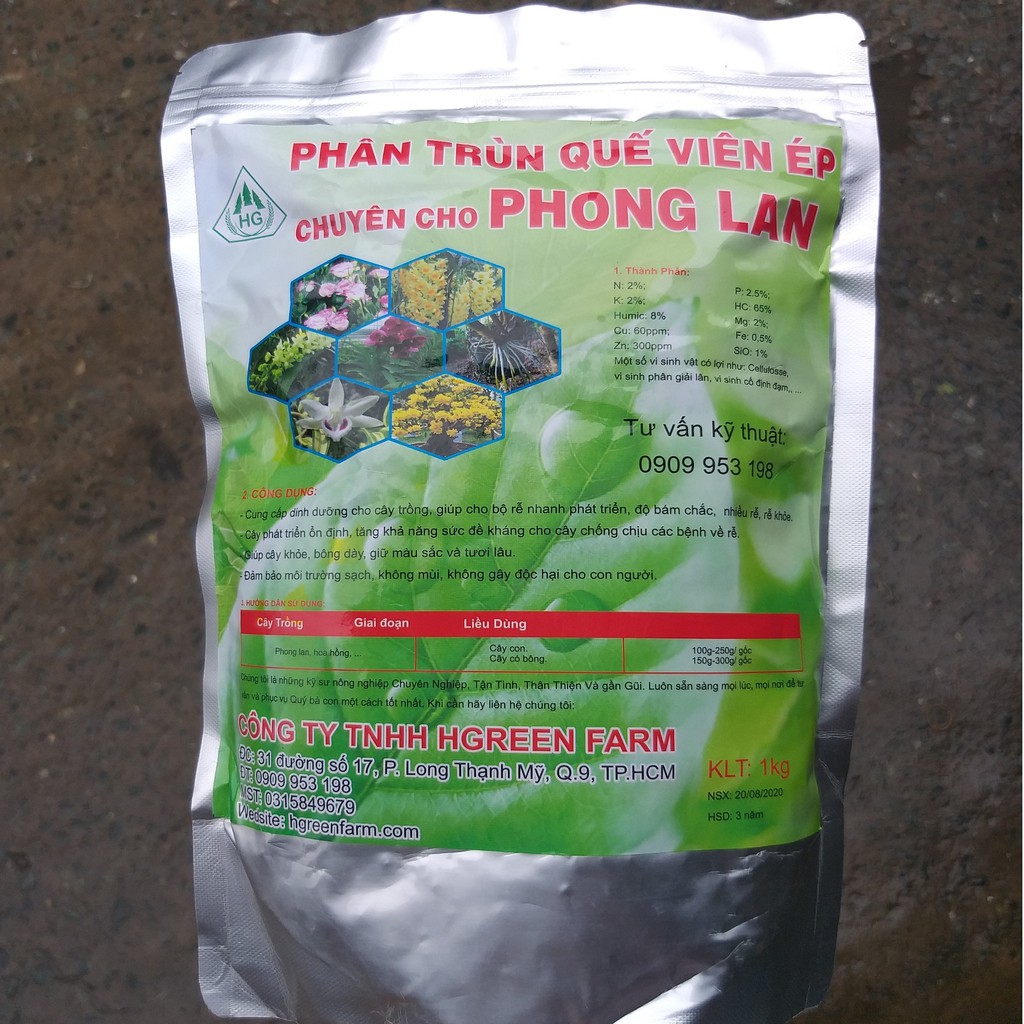 PHÂN TRÙN QUẾ VIÊN ÉP
CHUYÊN CHO PHONG LAN
HG
1. Thành Phần:
N: 2%;
P: 2.5%;
K: 2%;
HC: 65%
Humic: 8%
Mg: 2%;
Cu: 60ppm;
Fe: 0,5%
Zn: 300ppm
SiO: 1%
Một số vi sinh vật có lợi như: Cellulosse,
vi sinh phân giải lân, vi sinh cố định đạm,, ...
Tư vấn kỹ thuật:
0909 953 198
2. CÔNG DỤNG:
- Cung cấp dinh dưỡng cho cây trồng, giúp cho bộ rễ nhanh phát triển, độ bám chắc, nhiều rễ, rễ khỏe.
- Cây phát triển ổn định, tăng khả năng sức đề kháng cho cây chống chịu các bệnh về rễ.
- Giúp cây khỏe, bông dày, giữ màu sắc và tươi lâu.
- Đảm bảo môi trường sạch, không mùi, không gây độc hại cho con người.
3. HƯỚNG DẪN SỬ DỤNG:
Cây Trồng Giai đoạn Liều Dùng
Phong lan, hoa hồng, ...
Cây con. 100g-250g/ gốc
Cây có bông. 150g-300g/ gốc
Chúng tôi là những kỹ sư nông nghiệp Chuyên Nghiệp, Tận Tình, Thân Thiện Và gần Gũi. Luôn sẵn sàng mọi lúc, mọi nơi để tư
vấn và phục vụ Quý bà con một cách tốt nhất. Khi cần hãy liên hệ chúng tôi:
CÔNG TY TNHH HGREEN FARM
ĐC: 31 đường số 17, P. Long Thạnh Mỹ, Q.9, TP.HCM
ĐT: 0909 953 198
MST: 0315849679
Wedsite: hgreenfarm.com
KLT: 1kg
NSX: 20/08/2020
HSD: 3 năm